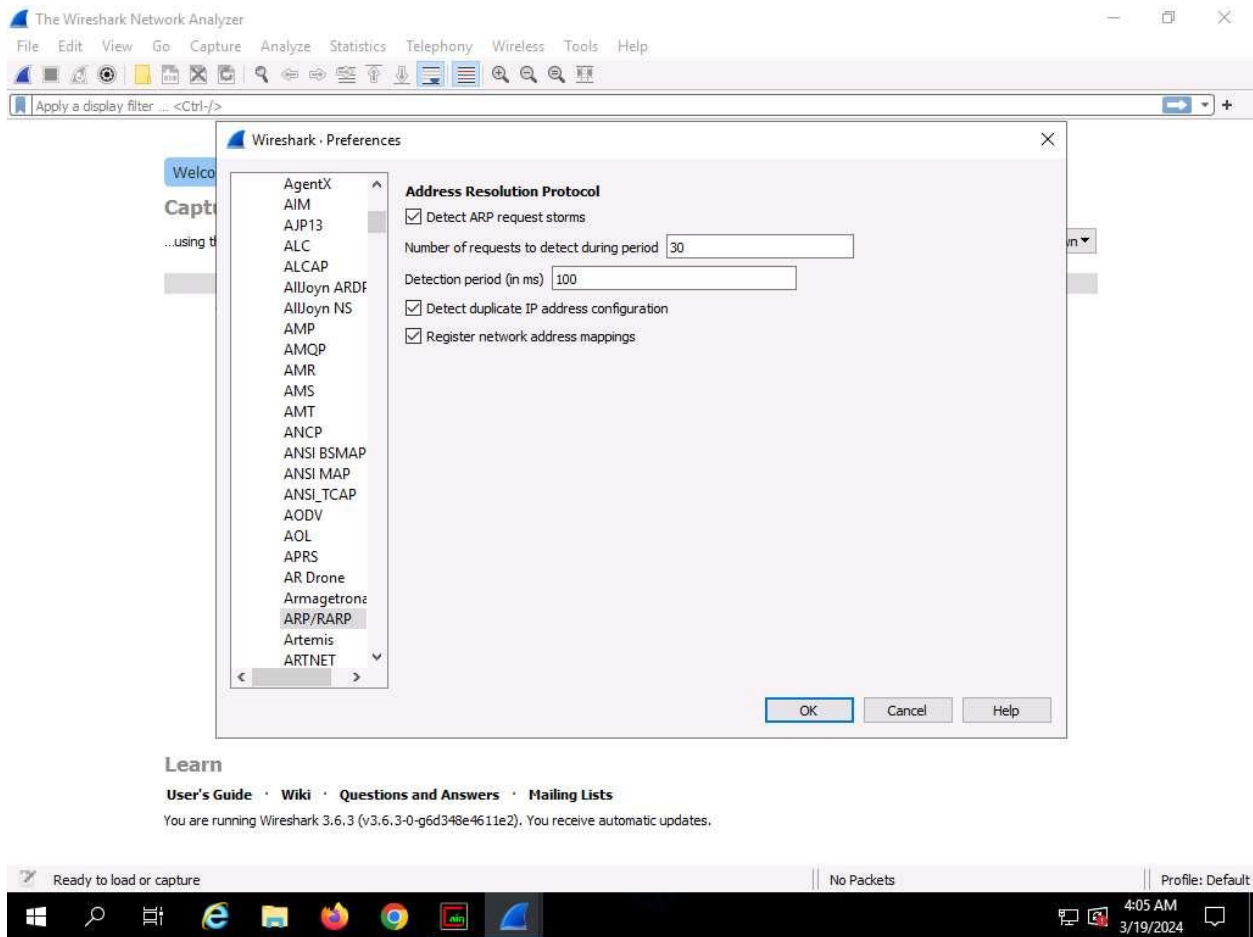 The Wireshark Network Analyzer
File Edit View Go Capture Analyze Statistics Telephony Wireless Tools Help
Apply a display filter ... <Ctrl-/>
Wireshark · Preferences
Welco
Captu
...using th
AgentX
AIM
AJP13
ALC
ALCAP
AllJoyn ARDP
AllJoyn NS
AMP
AMQP
AMR
AMS
AMT
ANCP
ANSI BSMAP
ANSI MAP
ANSI_TCAP
AODV
AOL
APRS
AR Drone
Armagetrona
ARP/RARP
Artemis
ARTNET
Address Resolution Protocol
Detect ARP request storms
Number of requests to detect during period 30
Detection period (in ms) 100
Detect duplicate IP address configuration
Register network address mappings
OK Cancel Help
Learn
User's Guide · Wiki · Questions and Answers · Mailing Lists
You are running Wireshark 3.6.3 (v3.6.3-0-g6d348e4611e2). You receive automatic updates.
Ready to load or capture No Packets Profile: Default
4:05 AM
3/19/2024